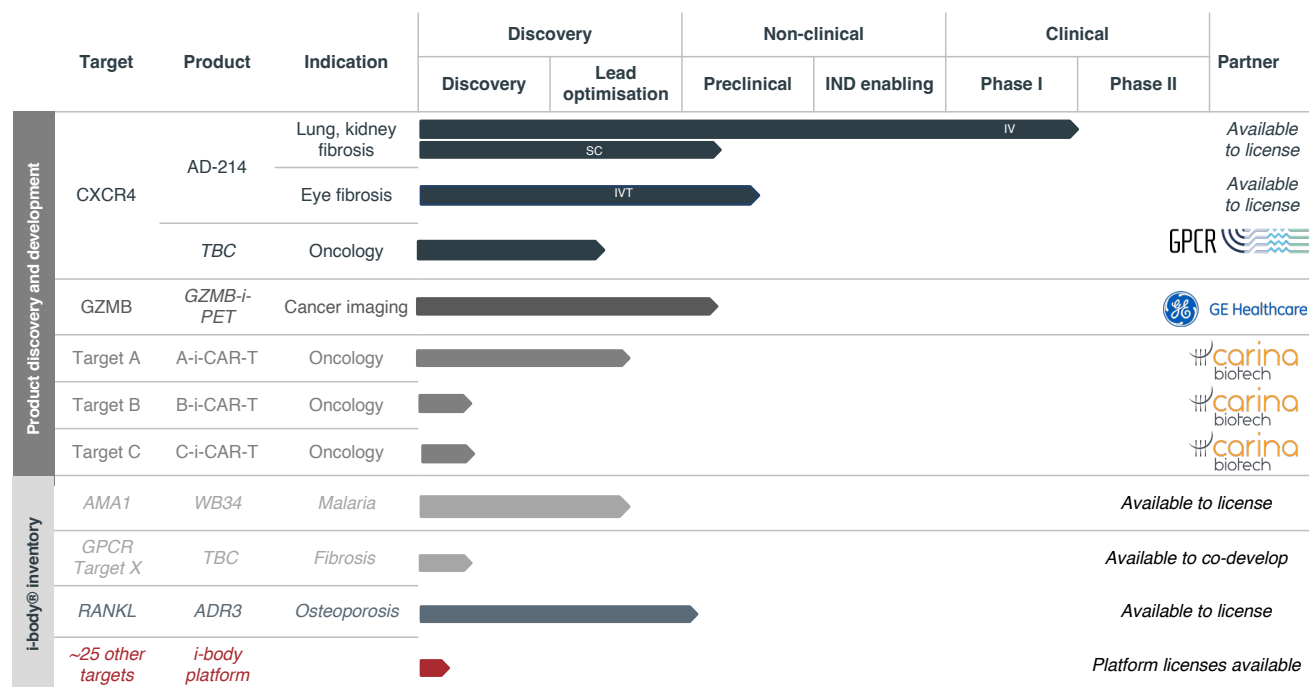 Target
Product
Indication
Discovery
Non-clinical
Clinical
Partner
Discovery
Lead
optimisation
Preclinical
IND enabling
Phase I
Phase II
Product discovery and development
CXCR4
AD-214
Lung, kidney
fibrosis
IV
SC
Available
to license
Eye fibrosis
IVT
Available
to license
TBC
Oncology
GPCR
GZMB
GZMB-i-
PET
Cancer imaging
GE Healthcare
Target A
A-i-CAR-T
Oncology
carina
biotech
Target B
B-i-CAR-T
Oncology
carina
biotech
Target C
C-i-CAR-T
Oncology
carina
biotech
i-body® inventory
AMA1
WB34
Malaria
Available to license
GPCR
Target X
TBC
Fibrosis
Available to co-develop
RANKL
ADR3
Osteoporosis
Available to license
~25 other
targets
i-body
platform
Platform licenses available